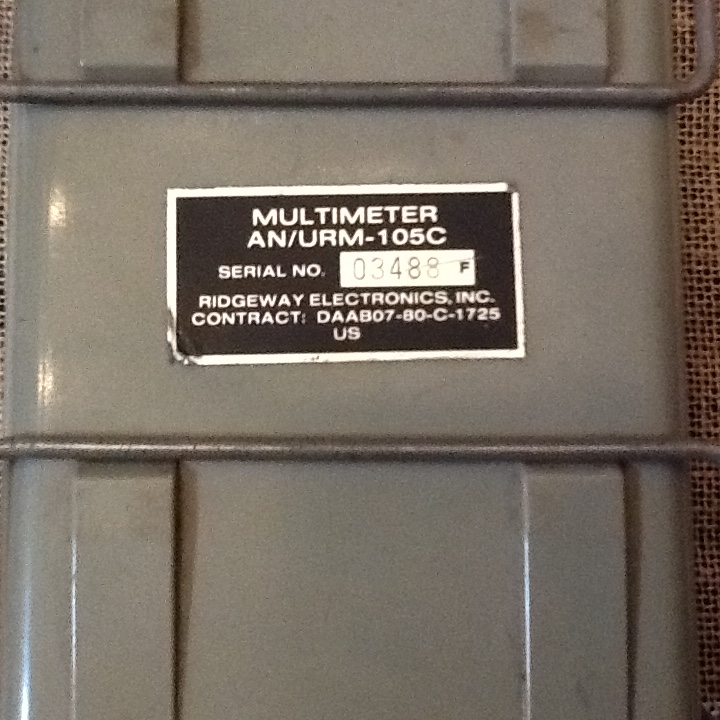 MULTIMETER
AN/URM-105C
SERIAL NO. 03488 F
RIDGEWAY ELECTRONICS, INC.
CONTRACT: DAAB07-80-C-1725
US